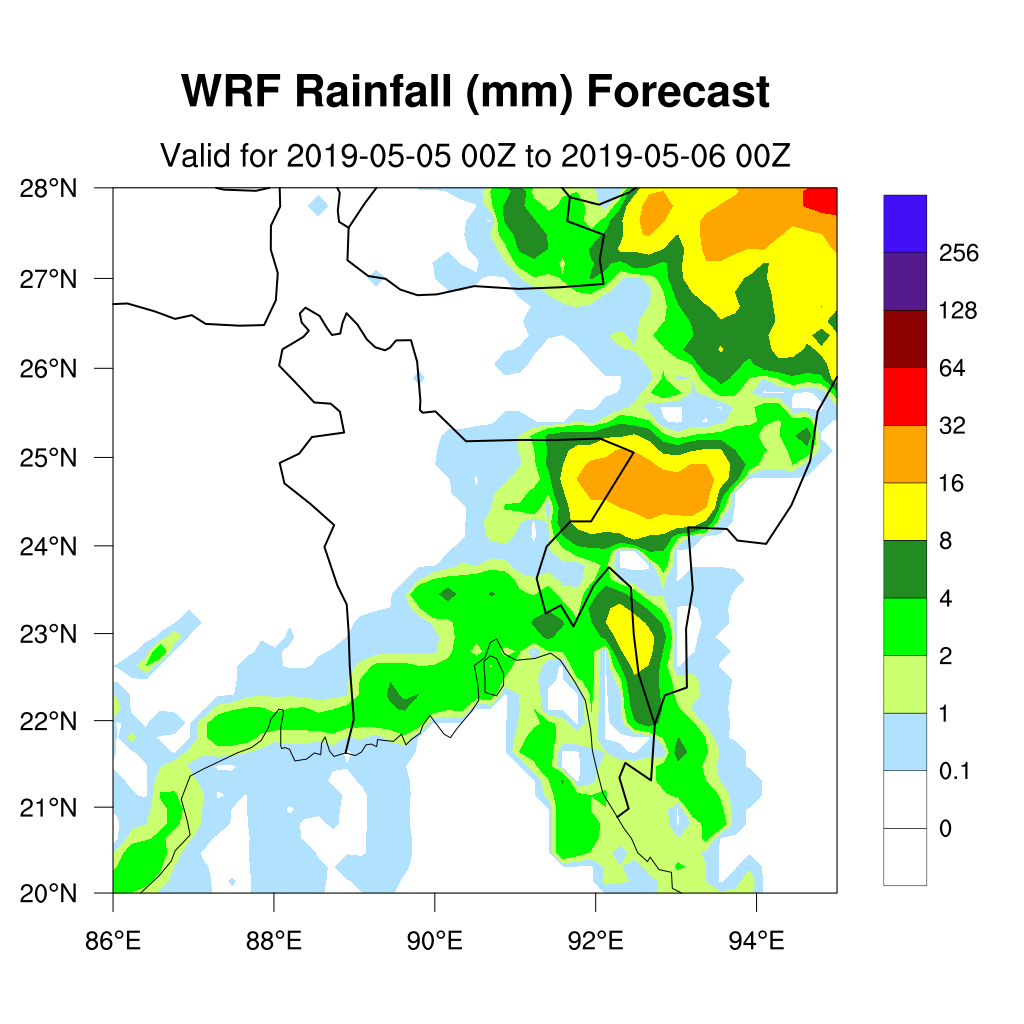 WRF Rainfall (mm) Forecast
Valid for 2019-05-05 00Z to 2019-05-06 00Z
28°N
27°N
26°N
25°N
24°N
23°N
22°N
21°N
20°N
86°E
88°E
90°E
92°E
94°E
256
128
64
32
16
8
4
2
1
0.1
0